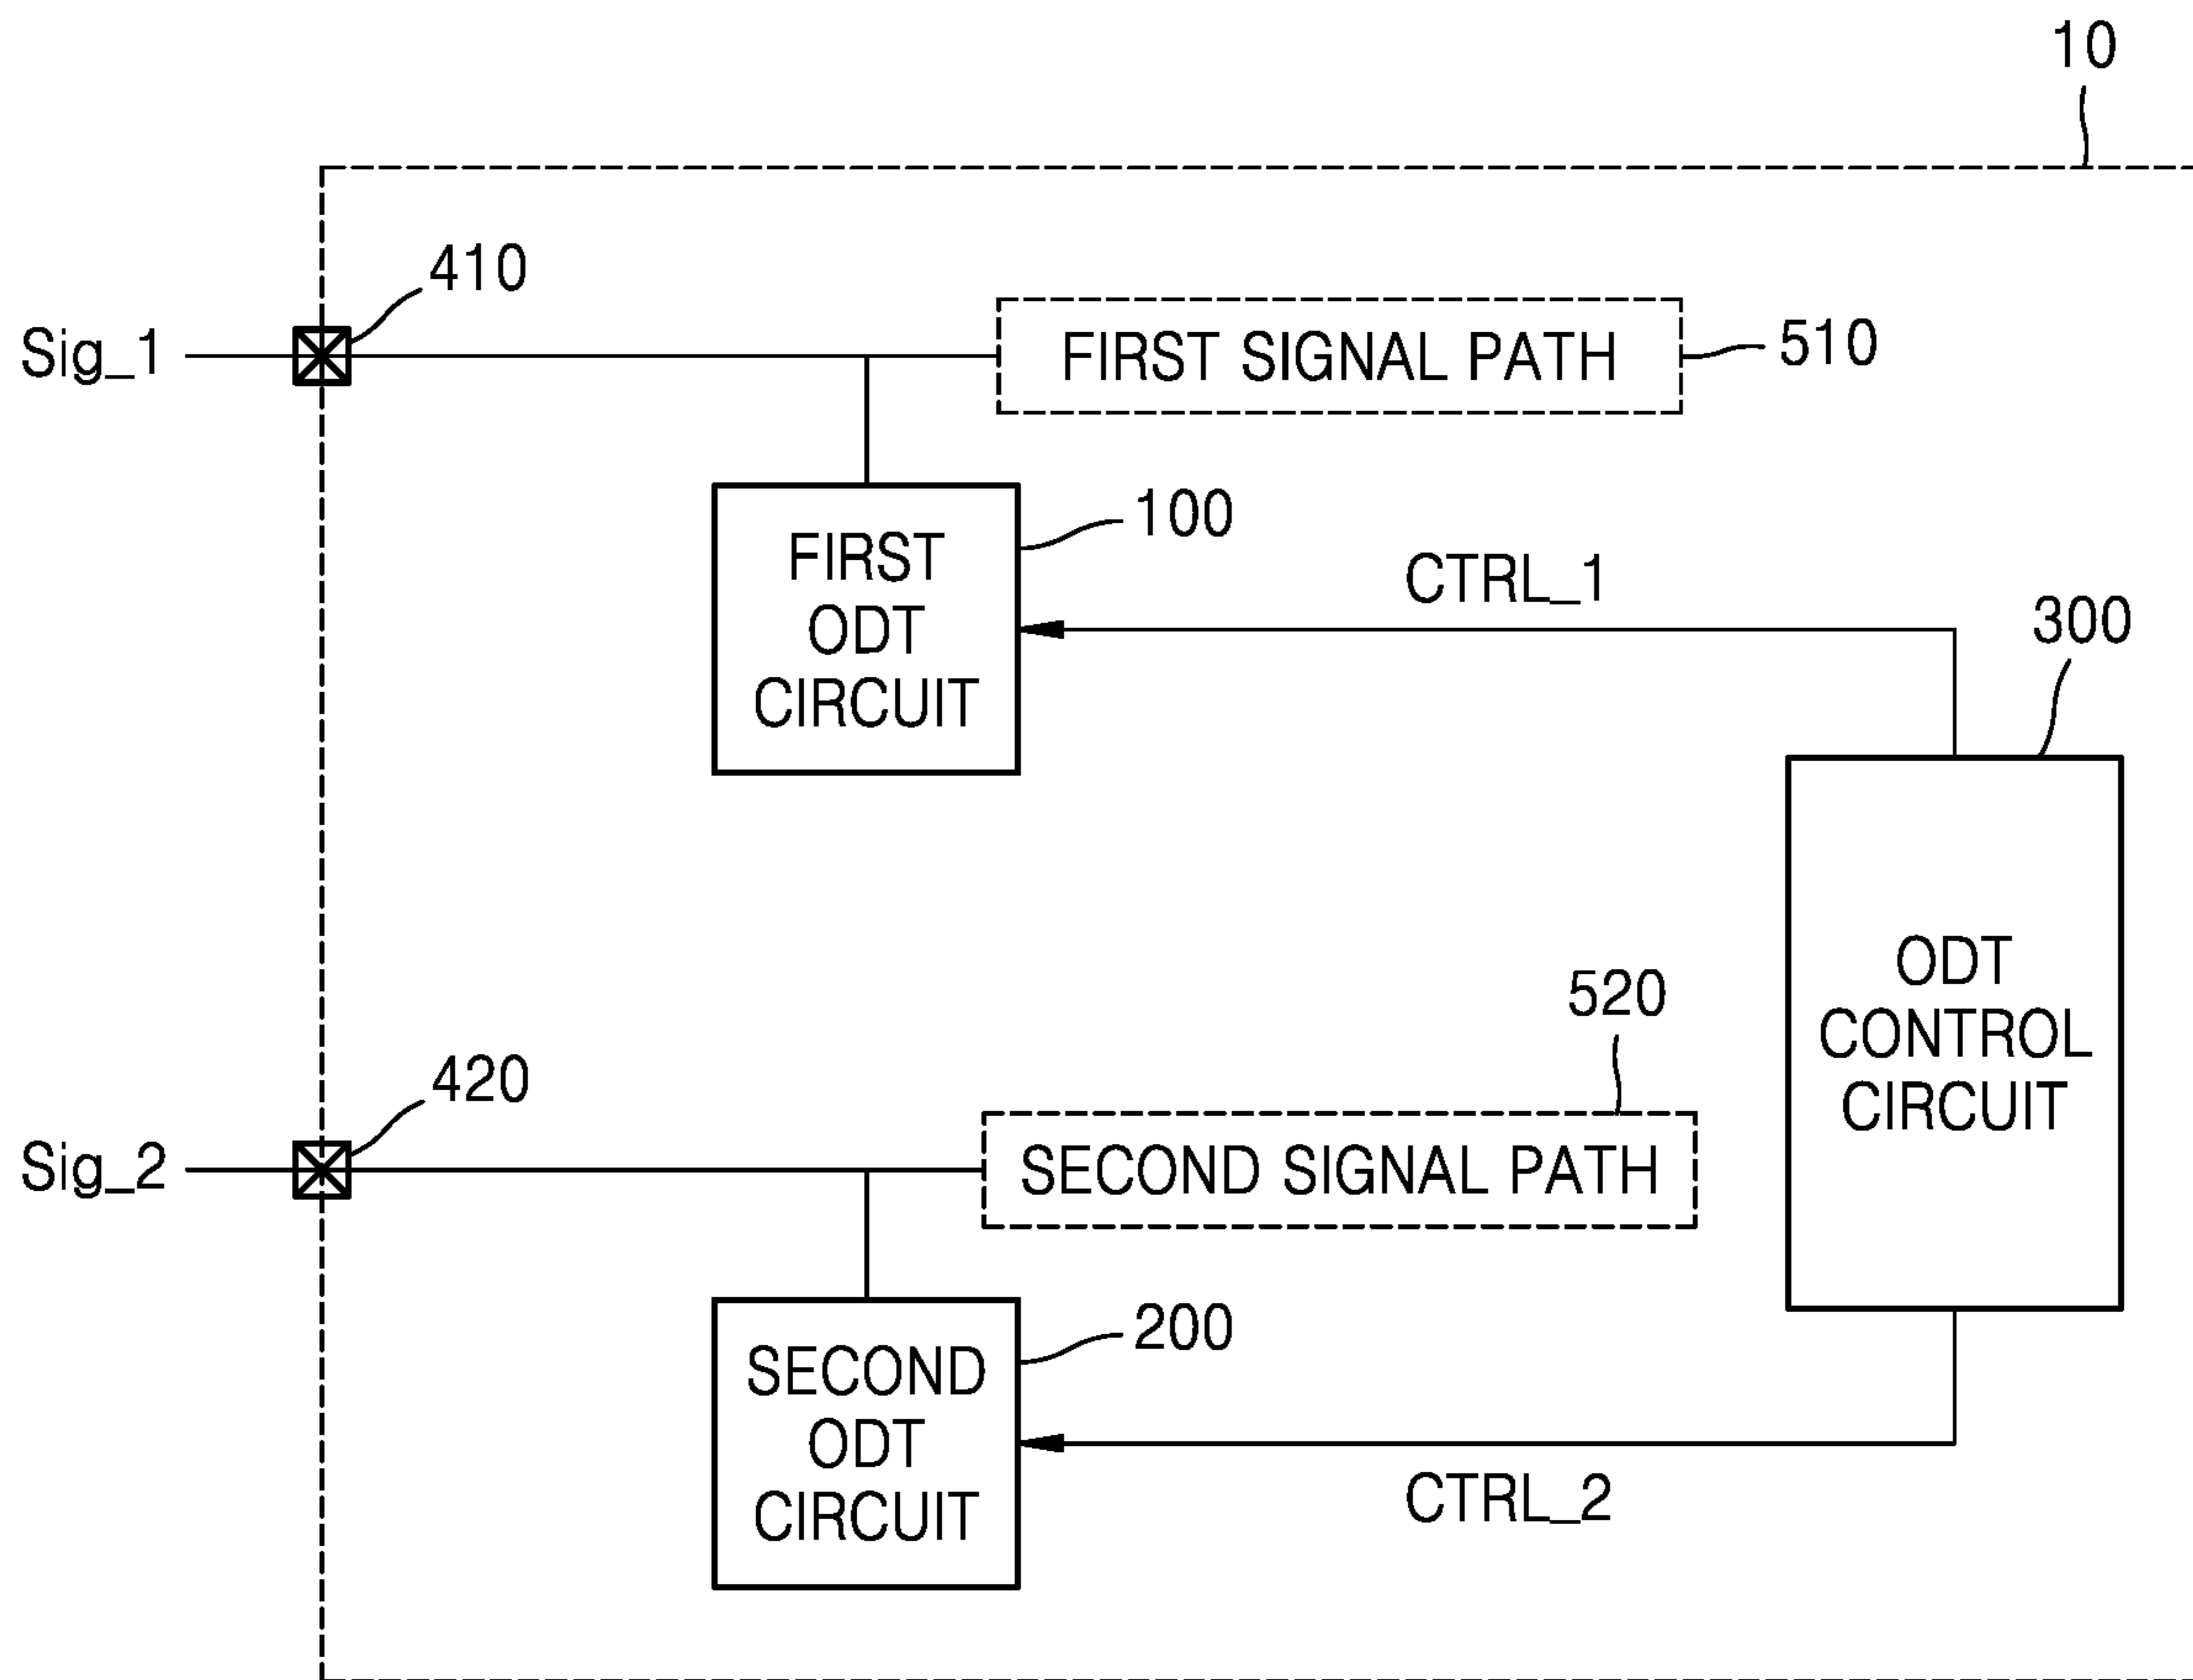 10
410
Sig_1
FIRST SIGNAL PATH
510
100
FIRST
ODT
CIRCUIT
CTRL_1
300
ODT
CONTROL
CIRCUIT
520
420
Sig_2
SECOND SIGNAL PATH
200
SECOND
ODT
CIRCUIT
CTRL_2